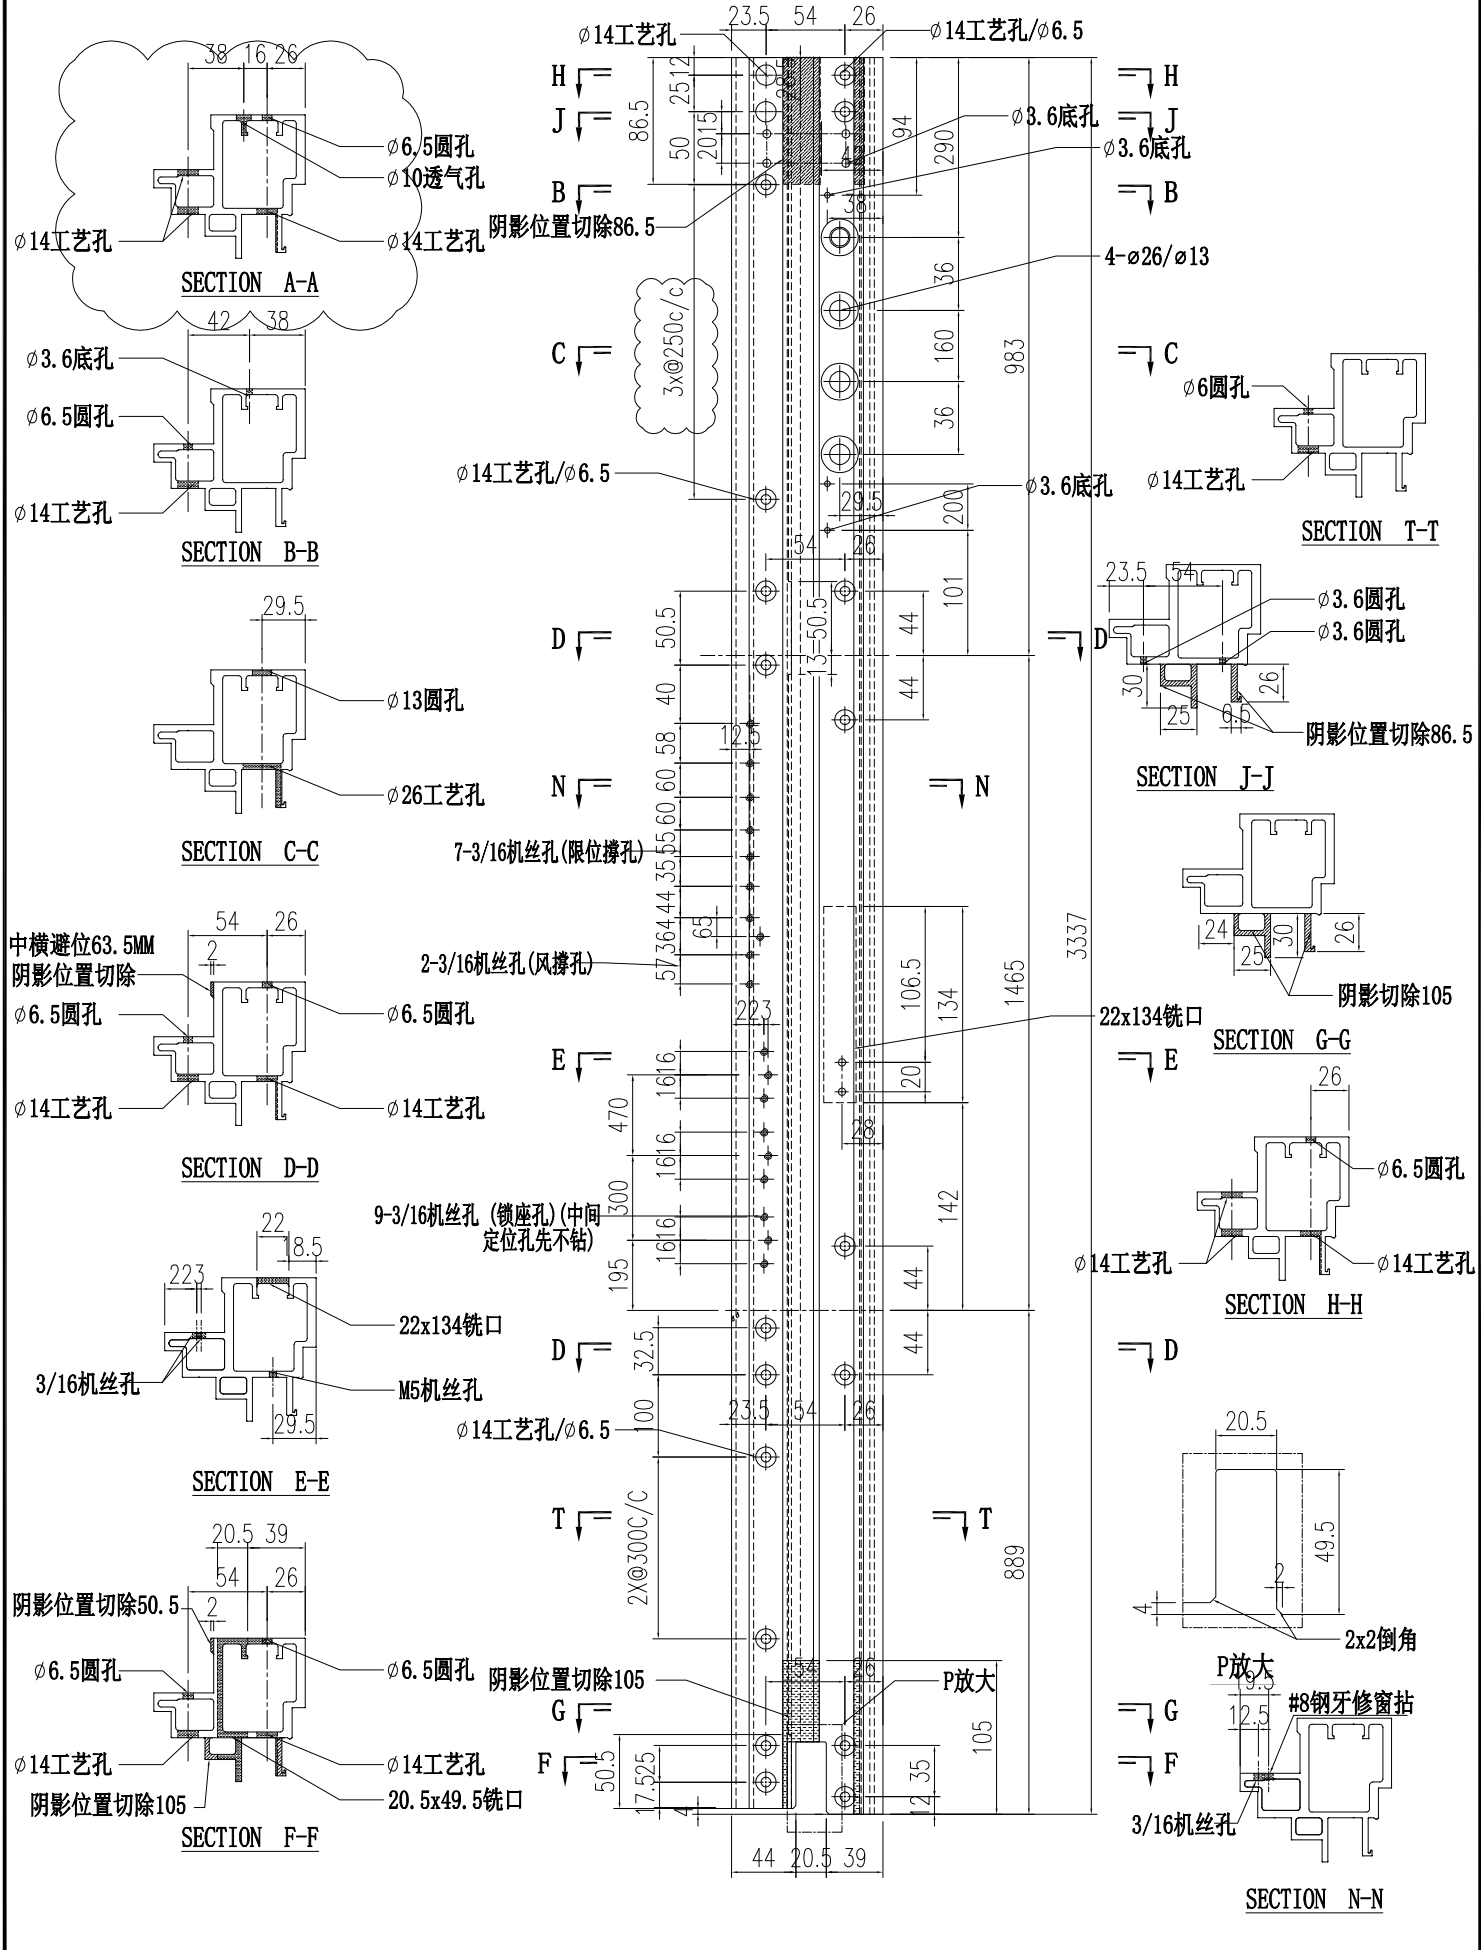 38 16 26
∅6.5圆孔
∅10透气孔
∅14工艺孔
∅14工艺孔
SECTION A-A
42 38
∅3.6底孔
∅6.5圆孔
∅14工艺孔
SECTION B-B
29.5
∅13圆孔
∅26工艺孔
SECTION C-C
54 26
中横避位63.5MM
2
阴影位置切除
∅6.5圆孔
∅6.5圆孔
∅14工艺孔
∅14工艺孔
SECTION D-D
22
8.5
223
22x134铣口
3/16机丝孔
M5机丝孔
29.5
SECTION E-E
20.5 39
54 26
阴影位置切除50.5
2
∅6.5圆孔
∅6.5圆孔
∅14工艺孔
∅14工艺孔
阴影位置切除105
20.5x49.5铣口
SECTION F-F
23.5 54 26
∅14工艺孔
∅14工艺孔/∅6.5
H
H
J
J
B
B
C
C
D
D
N
N
E
E
D
D
T
T
G
G
F
F
12
25
86.5
50
2015
94
290
∅3.6底孔
∅3.6底孔
38
阴影位置切除86.5
4-⌀26/⌀13
36
160
36
983
3337
3x@250c/c
∅14工艺孔/∅6.5
∅3.6底孔
29.5
200
54 26
101
50.5
13
50.5
44
44
40
12.5
58
60
60
55
35
44
64
3
57
65
7-3/16机丝孔(限位撐孔)
2-3/16机丝孔(风撐孔)
106.5
134
1465
22x134铣口
223
1616
470
20
28
1616
300
9-3/16机丝孔 (锁座孔)(中间
定位孔先不钻)
1616
195
142
44
44
32.5
100
23.5 54 26
∅14工艺孔/∅6.5
2X@300C/C
889
阴影位置切除105
54 26
P放大
105
50.5
17.525
4
35
12
44 20.5 39
∅6圆孔
∅14工艺孔
SECTION T-T
23.5 54
∅3.6圆孔
∅3.6圆孔
30
25
6.5
26
阴影位置切除86.5
SECTION J-J
24
25
30
26
阴影切除105
SECTION G-G
26
∅6.5圆孔
∅14工艺孔
∅14工艺孔
SECTION H-H
20.5
49.5
2
4
2x2倒角
P放大
19.5
12.5
#8钢牙修窗拈
3/16机丝孔
SECTION N-N